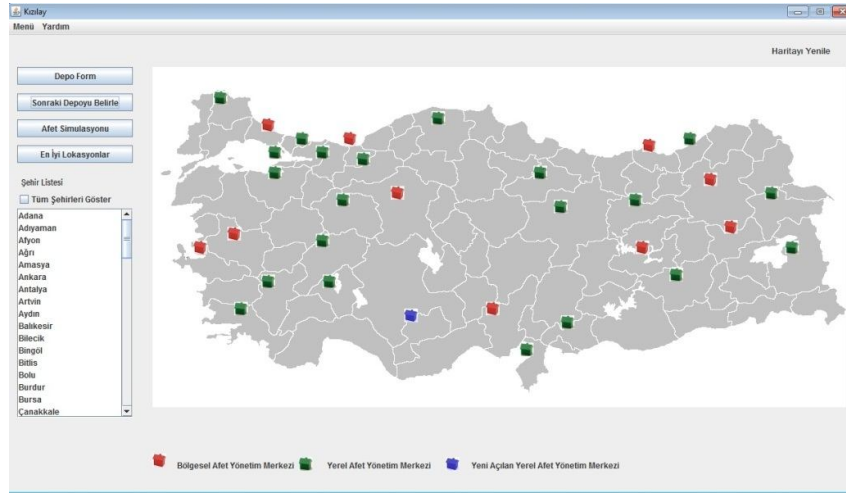 Kızılay
Menü Yardım
Haritayı Yenile
Depo Form
Sonraki Depoyu Belirle
Afet Simulasyonu
En İyi Lokasyonlar
Şehir Listesi
Tüm Şehirleri Göster
Adana
Adıyaman
Afyon
Ağrı
Amasya
Ankara
Antalya
Artvin
Aydın
Balıkesir
Bilecik
Bingöl
Bitlis
Bolu
Burdur
Bursa
Çanakkale
Bölgesel Afet Yönetim Merkezi Yerel Afet Yönetim Merkezi Yeni Açılan Yerel Afet Yönetim Merkezi